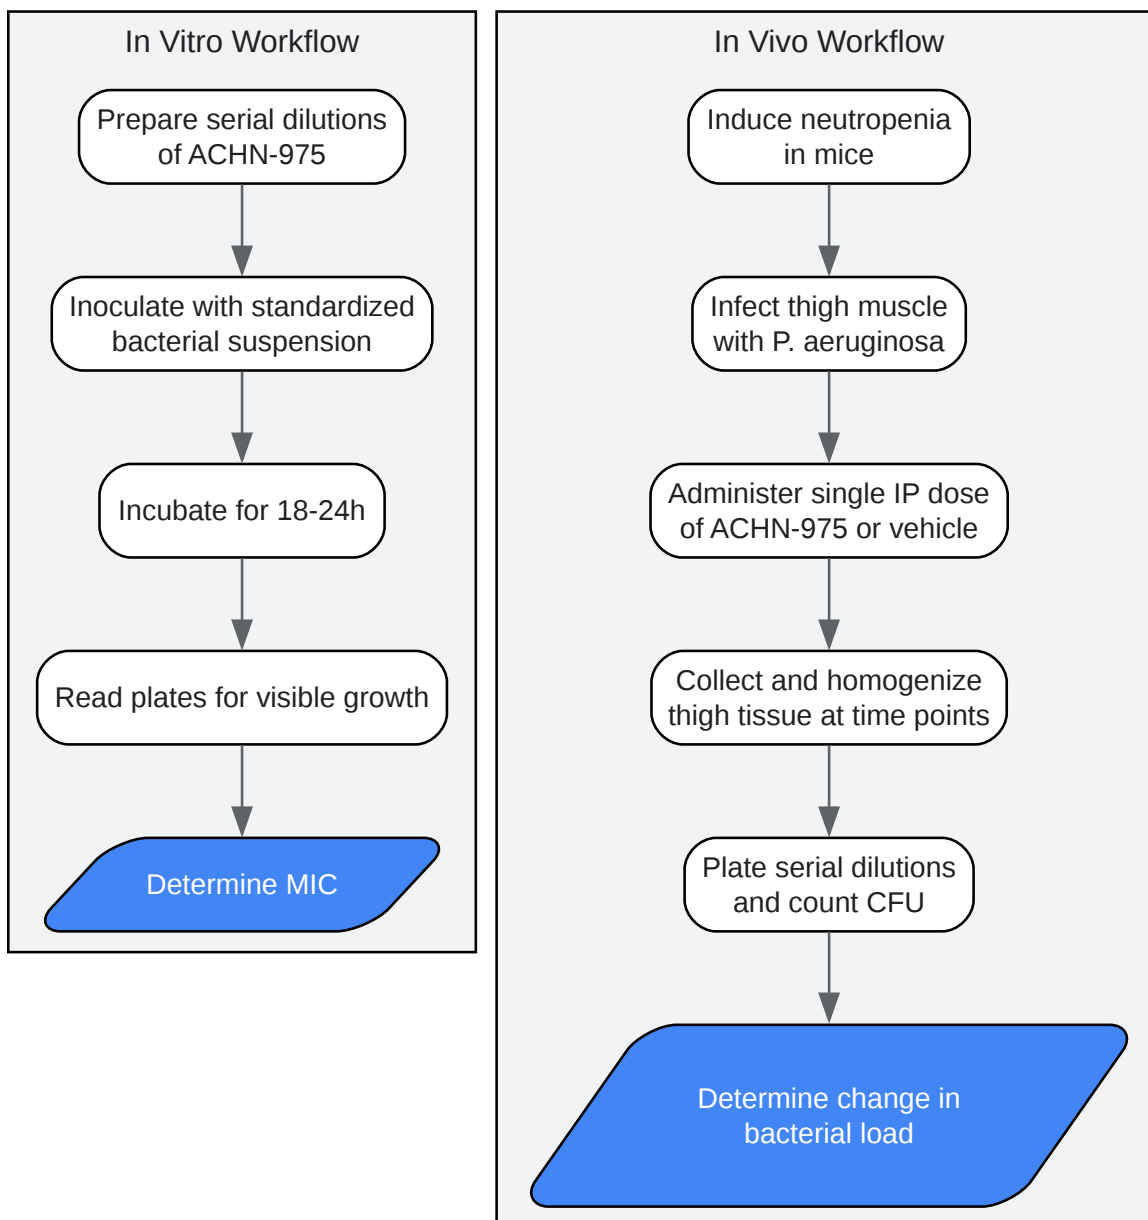 In Vitro Workflow
Prepare serial dilutions
of ACHN-975
Inoculate with standardized
bacterial suspension
Incubate for 18-24h
Read plates for visible growth
Determine MIC
In Vivo Workflow
Induce neutropenia
in mice
Infect thigh muscle
with P. aeruginosa
Administer single IP dose
of ACHN-975 or vehicle
Collect and homogenize
thigh tissue at time points
Plate serial dilutions
and count CFU
Determine change in
bacterial load